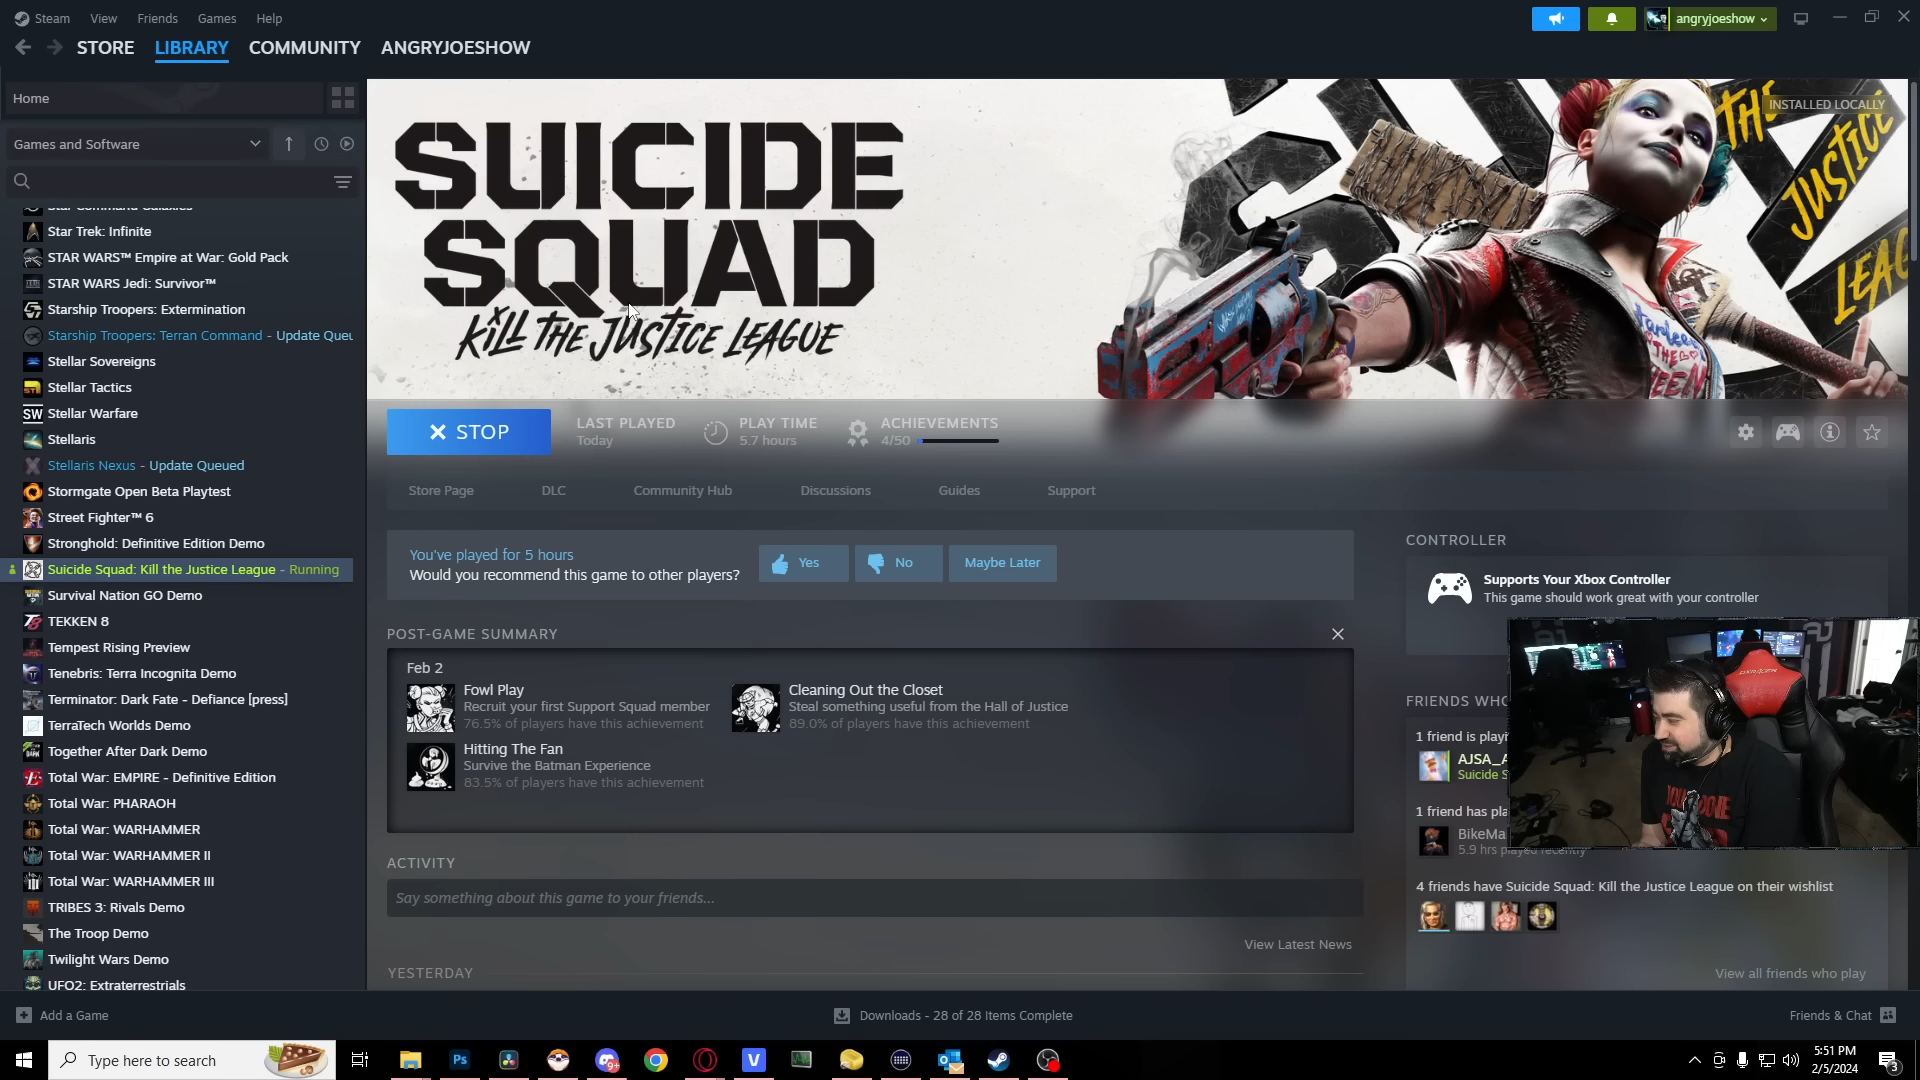 Steam View Friends Games Help
angryjoeshow
STORE LIBRARY COMMUNITY ANGRYJOESHOW
Home
Games and Software
Star Trek: Infinite
STAR WARS™ Empire at War: Gold Pack
STAR WARS Jedi: Survivor™
Starship Troopers: Extermination
Starship Troopers: Terran Command - Update Queu
Stellar Sovereigns
Stellar Tactics
SW Stellar Warfare
Stellaris
Stellaris Nexus - Update Queued
Stormgate Open Beta Playtest
Street Fighter™ 6
Stronghold: Definitive Edition Demo
Suicide Squad: Kill the Justice League - Running
Survival Nation GO Demo
TEKKEN 8
Tempest Rising Preview
Tenebris: Terra Incognita Demo
Terminator: Dark Fate - Defiance [press]
TerraTech Worlds Demo
Together After Dark Demo
Total War: EMPIRE - Definitive Edition
Total War: PHARAOH
Total War: WARHAMMER
Total War: WARHAMMER II
Total War: WARHAMMER III
TRIBES 3: Rivals Demo
The Troop Demo
Twilight Wars Demo
UFO2: Extraterrestrials
INSTALLED LOCALLY
SUICIDE
SQUAD
KILL THE JUSTICE LEAGUE
THE
JUSTICE
LEAG
STOP
LAST PLAYED
Today
PLAY TIME
5.7 hours
ACHIEVEMENTS
4/50
Store Page DLC Community Hub Discussions Guides Support
You've played for 5 hours
Would you recommend this game to other players?
Yes No Maybe Later
POST-GAME SUMMARY
Feb 2
Fowl Play
Recruit your first Support Squad member
76.5% of players have this achievement
Cleaning Out the Closet
Steal something useful from the Hall of Justice
89.0% of players have this achievement
Hitting The Fan
Survive the Batman Experience
83.5% of players have this achievement
ACTIVITY
Say something about this game to your friends...
View Latest News
YESTERDAY
CONTROLLER
Supports Your Xbox Controller
This game should work great with your controller
FRIENDS WHO
1 friend is playi
AJSA_A
Suicide S
1 friend has pla
BikeMa
5.9 hrs played recently
4 friends have Suicide Squad: Kill the Justice League on their wishlist
View all friends who play
Add a Game
Downloads - 28 of 28 Items Complete
Friends & Chat
Type here to search
Ps
9+
V
5:51 PM
2/5/2024
3